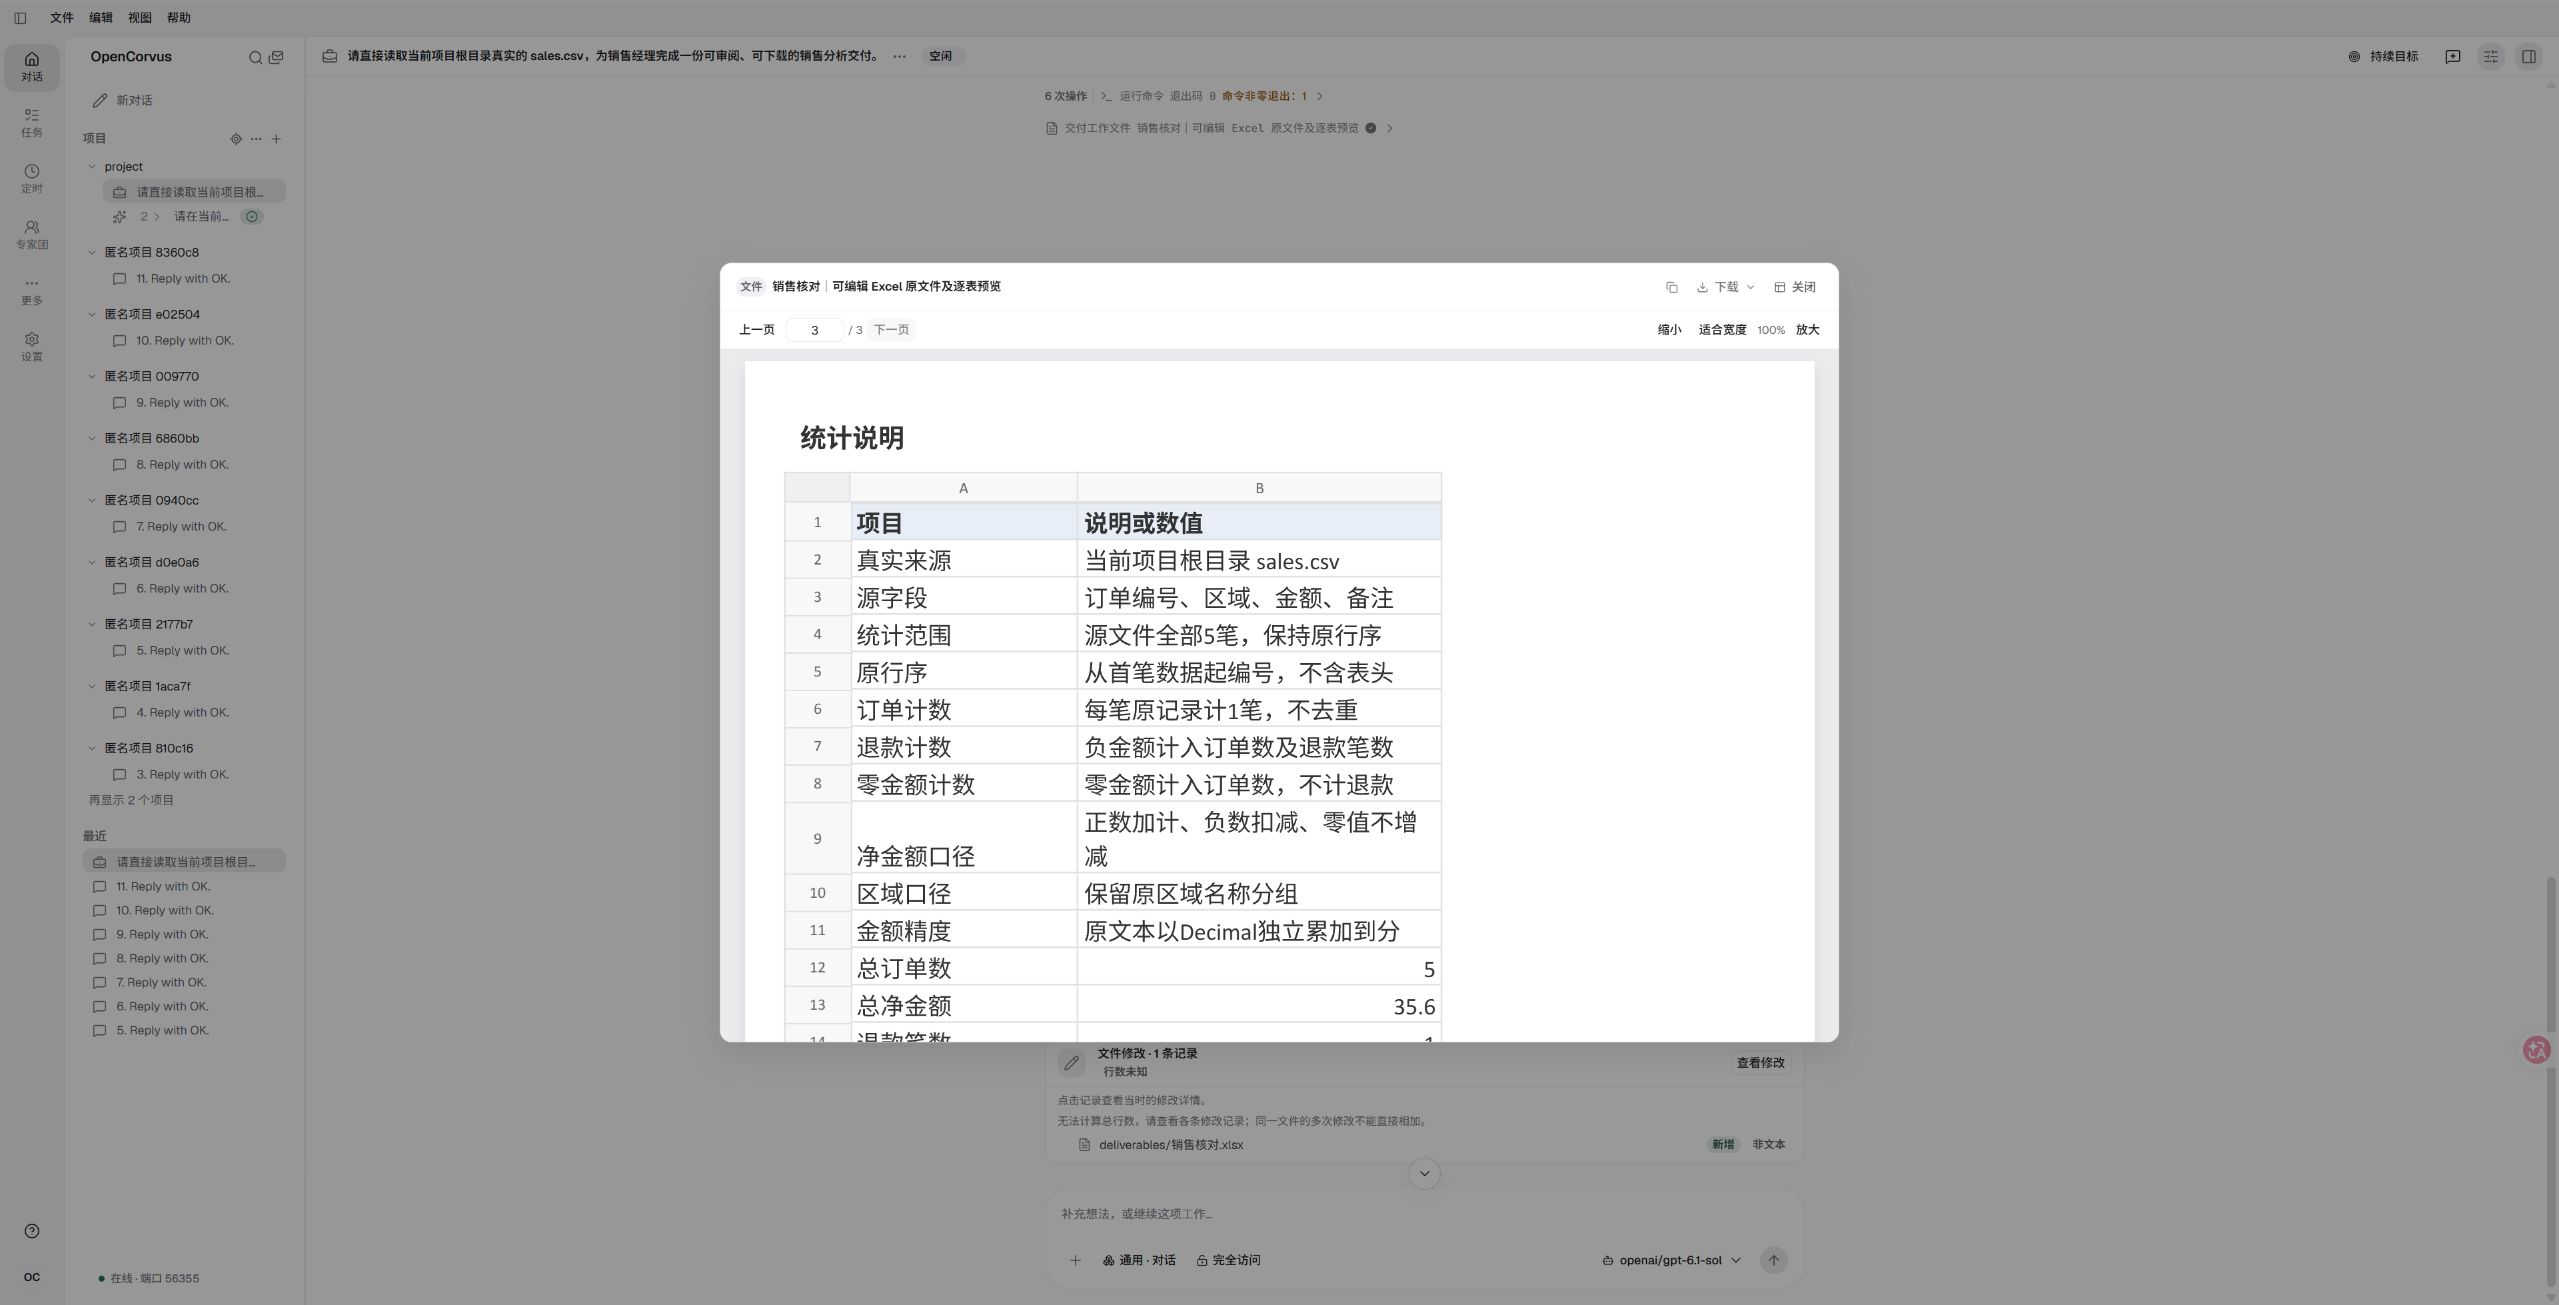 文件 编辑 视图 帮助
对话
任务
定时
专家团
更多
设置
OC
OpenCorvus
新对话
项目
project
请直接读取当前项目根...
2 请在当前...
匿名项目 8360c8
11. Reply with OK.
匿名项目 e02504
10. Reply with OK.
匿名项目 009770
9. Reply with OK.
匿名项目 6860bb
8. Reply with OK.
匿名项目 0940cc
7. Reply with OK.
匿名项目 d0e0a6
6. Reply with OK.
匿名项目 2177b7
5. Reply with OK.
匿名项目 1aca7f
4. Reply with OK.
匿名项目 810c16
3. Reply with OK.
再显示 2 个项目
最近
请直接读取当前项目根目...
11. Reply with OK.
10. Reply with OK.
9. Reply with OK.
8. Reply with OK.
7. Reply with OK.
6. Reply with OK.
5. Reply with OK.
在线 · 端口 56355
请直接读取当前项目根目录真实的 sales.csv，为销售经理完成一份可审阅、可下载的销售分析交付。 ··· 空闲
持续目标
6 次操作 运行命令 退出码 0 命令非零退出：1
交付工作文件 销售核对｜可编辑 Excel 原文件及逐表预览
文件 销售核对｜可编辑 Excel 原文件及逐表预览
下载 关闭
上一页 3 / 3 下一页
缩小 适合宽度 100% 放大
统计说明
A B
1 项目 说明或数值
2 真实来源 当前项目根目录 sales.csv
3 源字段 订单编号、区域、金额、备注
4 统计范围 源文件全部5笔，保持原行序
5 原行序 从首笔数据起编号，不含表头
6 订单计数 每笔原记录计1笔，不去重
7 退款计数 负金额计入订单数及退款笔数
8 零金额计数 零金额计入订单数，不计退款
9 净金额口径 正数加计、负数扣减、零值不增
减
10 区域口径 保留原区域名称分组
11 金额精度 原文本以Decimal独立累加到分
12 总订单数 5
13 总净金额 35.6
14 退款笔数 1
文件修改 · 1 条记录
行数未知
查看修改
点击记录查看当时的修改详情。
无法计算总行数，请查看各条修改记录；同一文件的多次修改不能直接相加。
deliverables/销售核对.xlsx 新增 非文本
补充想法，或继续这项工作...
通用 · 对话 完全访问 openai/gpt-6.1-sol